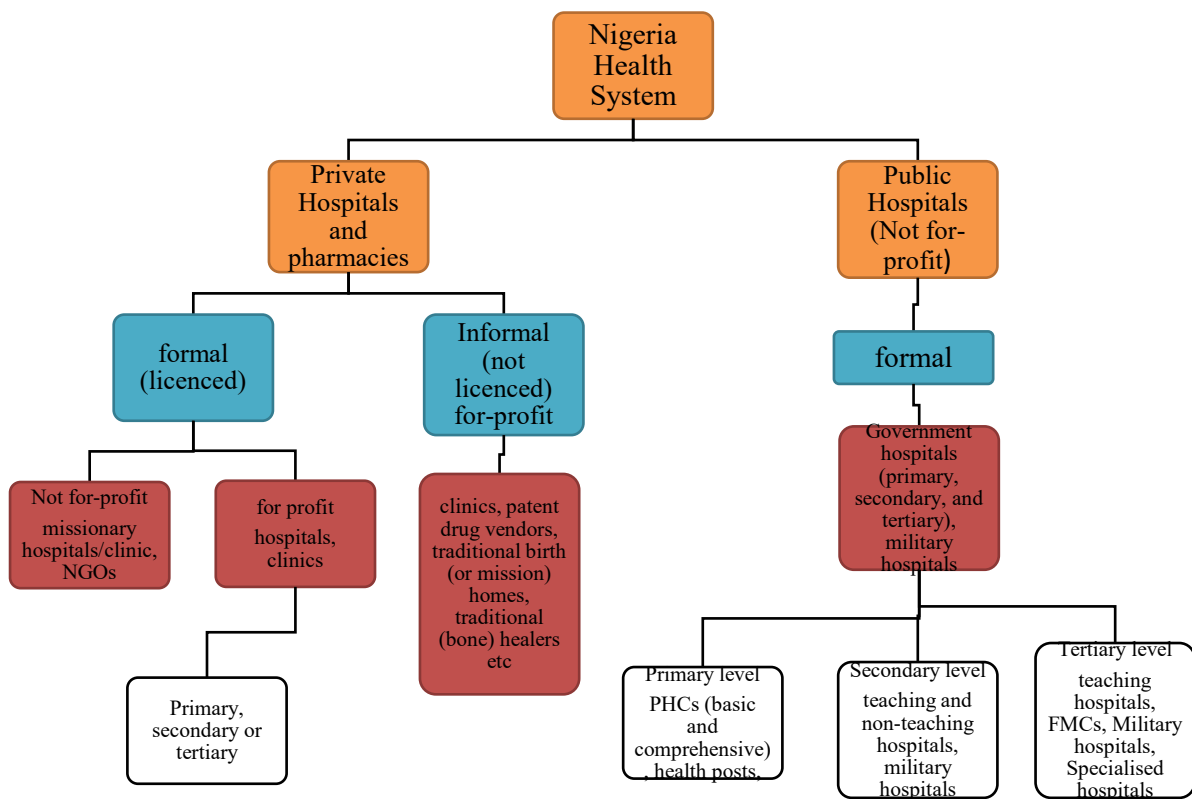 Nigeria
Health
System
Private
Hospitals
and
pharmacies
Public
Hospitals
(Not for-
profit)
formal
(licenced)
Informal
(not
licenced)
for-profit
formal
Not for-profit
missionary
hospitals/clinic,
NGOs
for profit
hospitals,
clinics
clinics, patent
drug vendors,
traditional birth
(or mission)
homes,
traditional
(bone) healers
etc
Government
hospitals
(primary,
secondary, and
tertiary),
military
hospitals
Primary,
secondary or
tertiary
Primary level
PHCs (basic
and
comprehensive)
, health posts,
Secondary level
teaching and
non-teaching
hospitals,
military
hospitals
Tertiary level
teaching
hospitals,
FMCs, Military
hospitals,
Specialised
hospitals